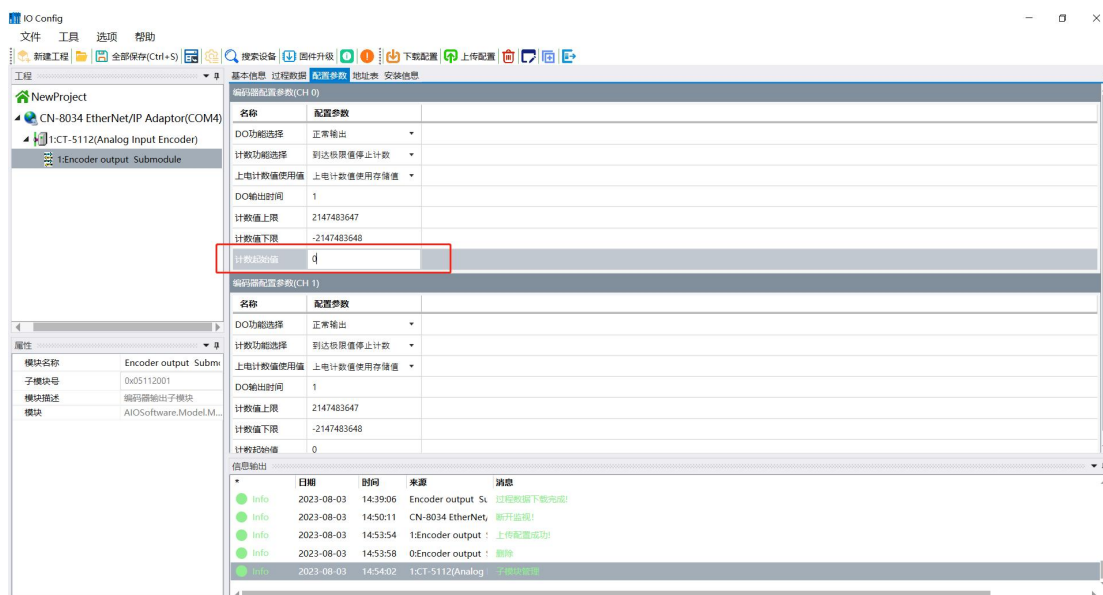 IO Config
文件 工具 选项 帮助
新建工程 全部保存(Ctrl+S) 搜索设备 固件升级 下载配置 上传配置
工程
NewProject
CN-8034 EtherNet/IP Adaptor(COM4)
1:CT-5112(Analog Input Encoder)
1:Encoder output Submodule
基本信息 过程数据 配置参数 地址表 安装信息
编码器配置参数(CH 0)
名称 配置参数
DO功能选择 正常输出
计数功能选择 到达极限值停止计数
上电计数值使用值 上电计数值使用存储值
DO输出时间 1
计数值上限 2147483647
计数值下限 -2147483648
计数起始值 0
编码器配置参数(CH 1)
名称 配置参数
DO功能选择 正常输出
计数功能选择 到达极限值停止计数
上电计数值使用值 上电计数值使用存储值
DO输出时间 1
计数值上限 2147483647
计数值下限 -2147483648
计数起始值 0
属性
模块名称 Encoder output Subm
子模块号 0x05112001
模块描述 编码器输出子模块
模块 AIOSoftware.Model.M...
信息输出
* 日期 时间 来源 消息
Info 2023-08-03 14:39:06 Encoder output Su 过程数据下载完成!
Info 2023-08-03 14:50:11 CN-8034 EtherNet/ 断开监视!
Info 2023-08-03 14:53:54 1:Encoder output 上传配置成功!
Info 2023-08-03 14:53:58 0:Encoder output 删除
Info 2023-08-03 14:54:02 1:CT-5112(Analog 子模块管理